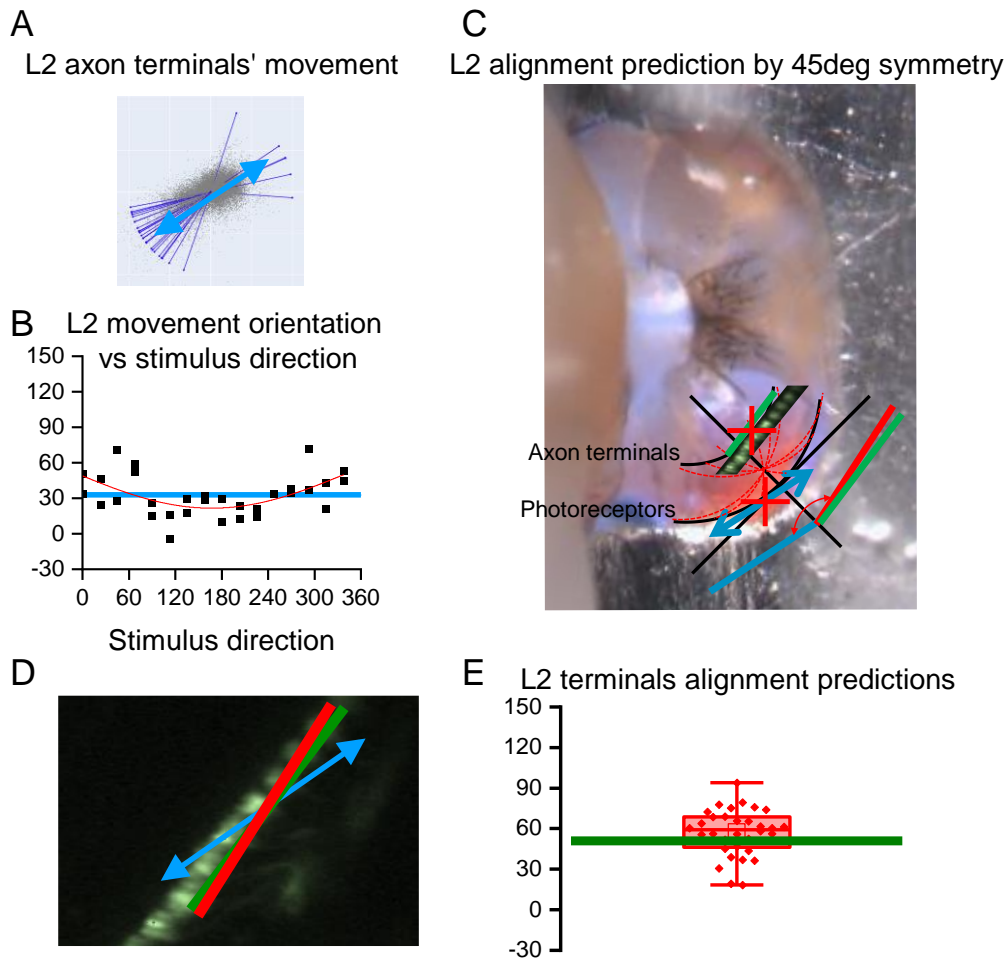 A
L2 axon terminals' movement
B
L2 movement orientation
vs stimulus direction
150
120
90
60
30
0
-30
0
60
120
180
240
300
360
Stimulus direction
C
L2 alignment prediction by 45deg symmetry
Axon terminals
Photoreceptors
D
E
L2 terminals alignment predictions
150
120
90
60
30
0
-30